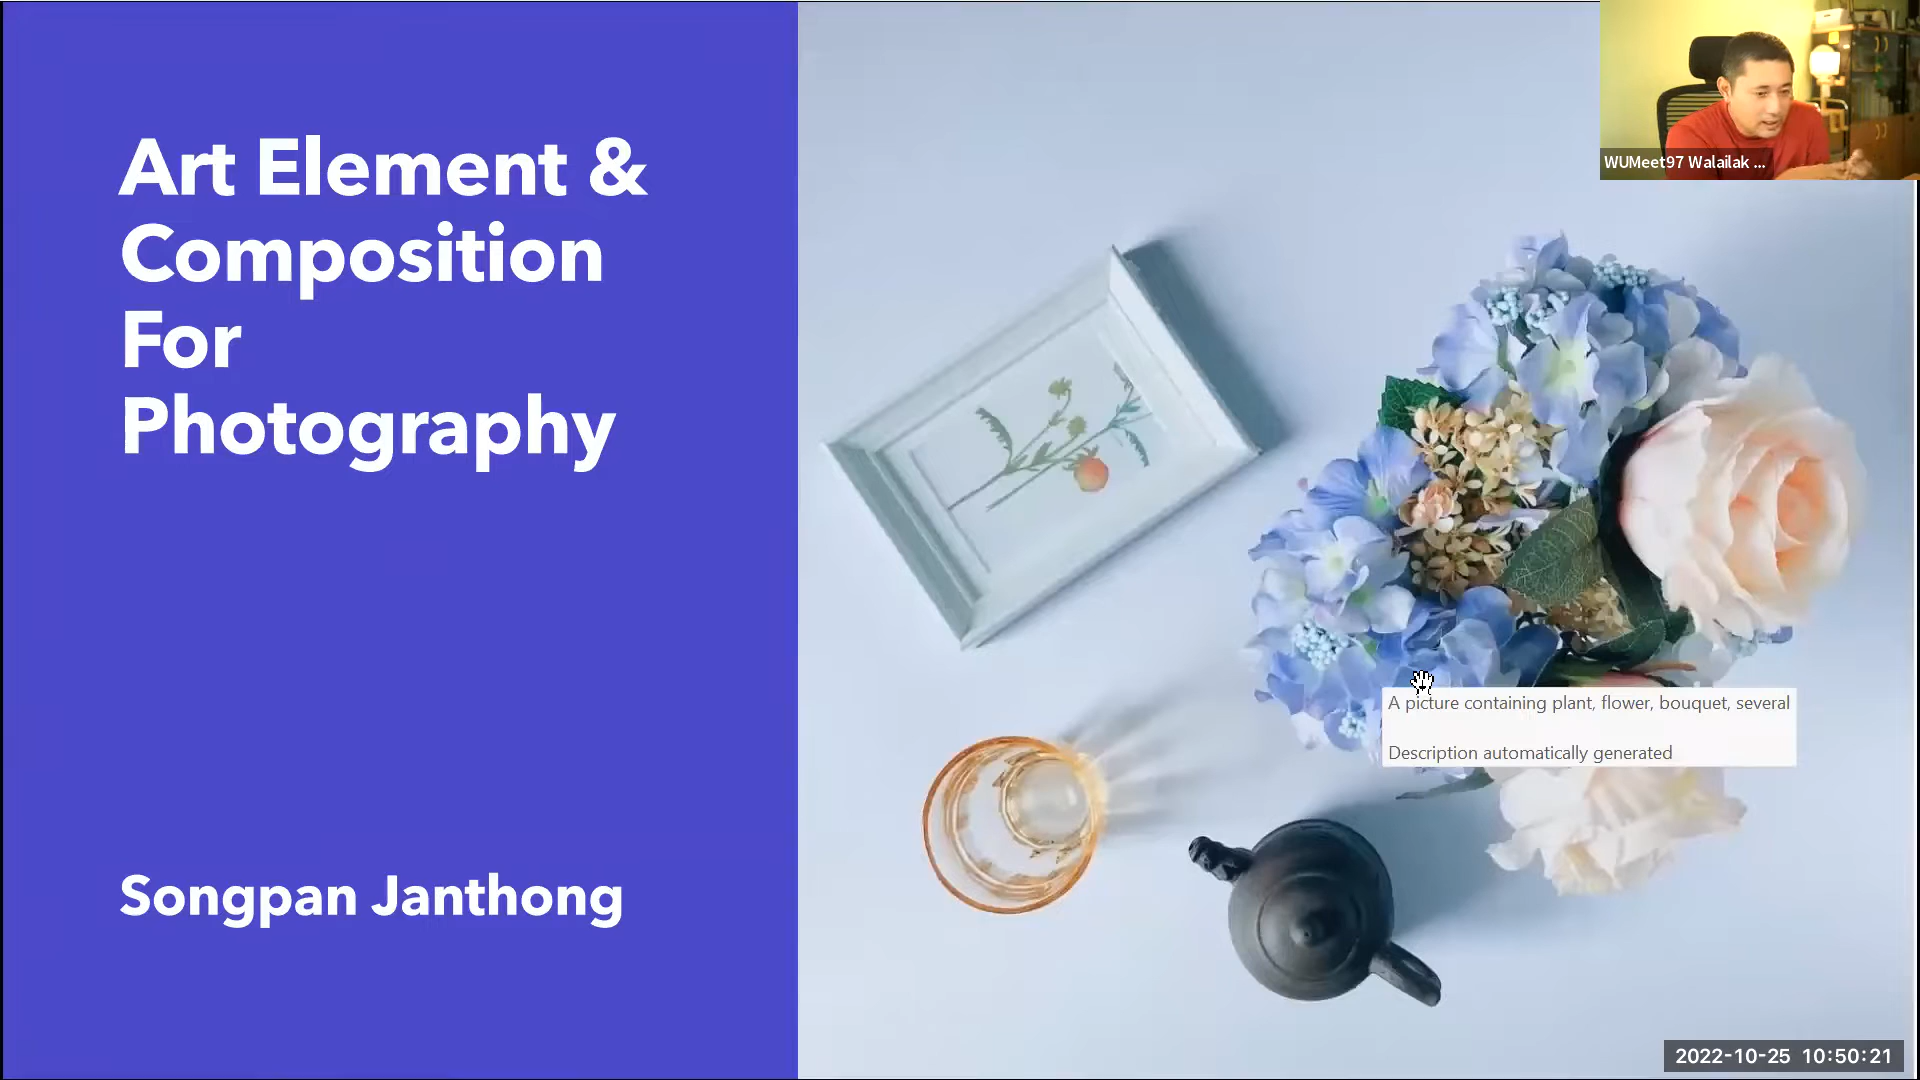 Art Element &
Composition
For
Photography
Songpan Janthong
WUMeet97 Walailak ...
A picture containing plant, flower, bouquet, several
Description automatically generated
2022-10-25 10:50:21